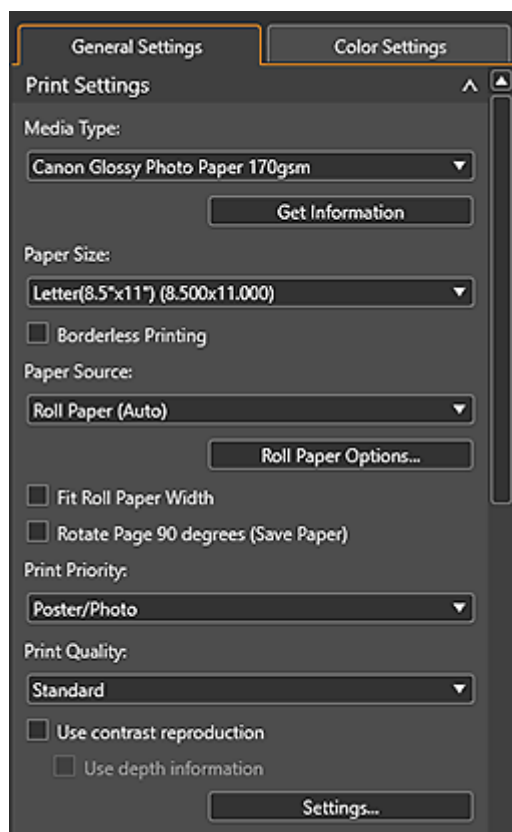 General Settings
Color Settings
Print Settings
Media Type:
Canon Glossy Photo Paper 170gsm
Get Information
Paper Size:
Letter(8.5"x11") (8.500x11.000)
Borderless Printing
Paper Source:
Roll Paper (Auto)
Roll Paper Options...
Fit Roll Paper Width
Rotate Page 90 degrees (Save Paper)
Print Priority:
Poster/Photo
Print Quality:
Standard
Use contrast reproduction
Use depth information
Settings...